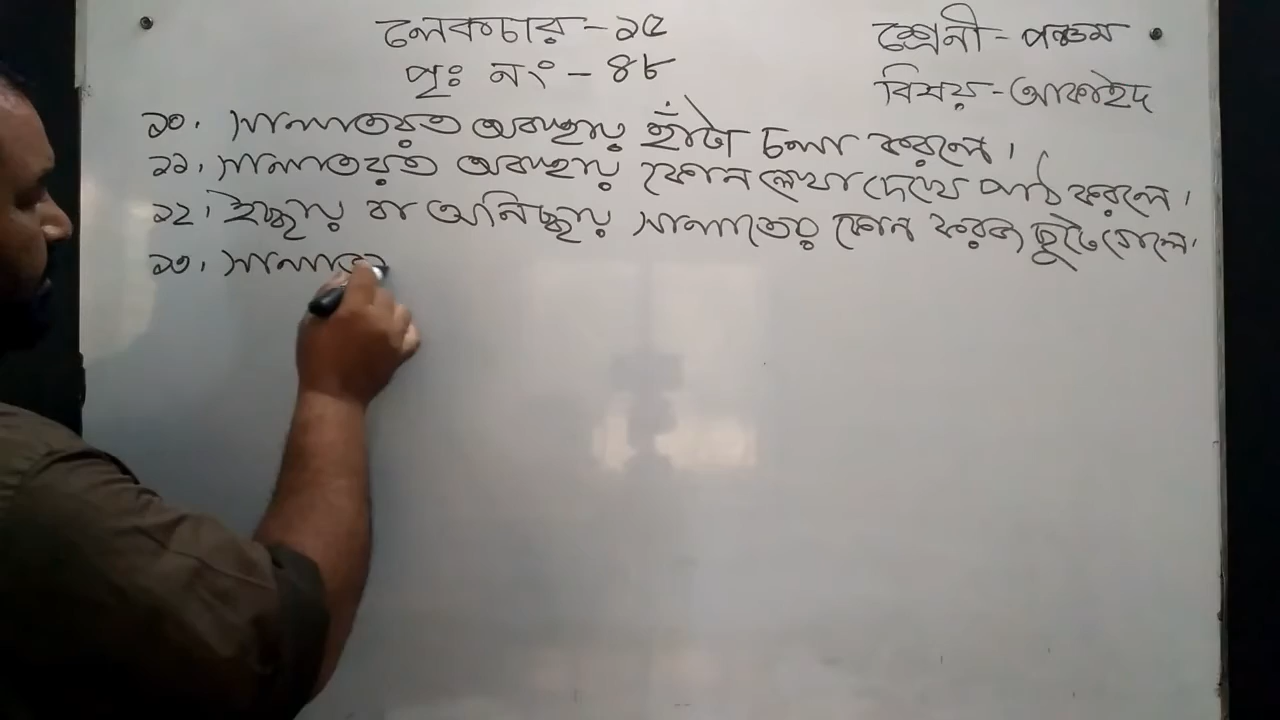 লেকচার-১৫
পৃঃ নং-৪৮
শ্রেনী-পঞ্চম
বিষয়-আকাইদ
১০. সালাতরত অবস্থায় হাঁটা চলা করলে।
১১. সালাতরত অবস্থায় কোন লেখা দেখে পাঠ করলে।
১২। ইচ্ছায় বা অনিচ্ছায় সালাতের কোন ফরজ ছুটে গেলে।
১৩. সালাত